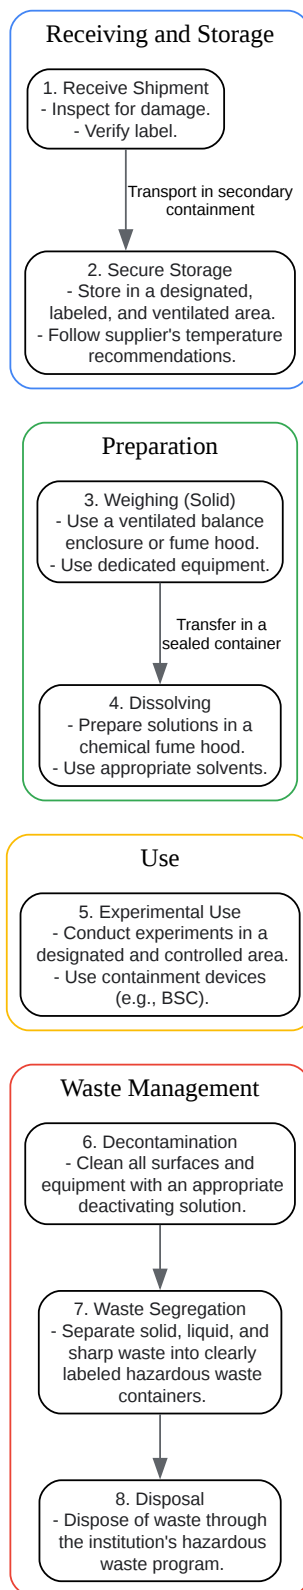 Receiving and Storage
1. Receive Shipment
- Inspect for damage.
- Verify label.
Transport in secondary
containment
2. Secure Storage
- Store in a designated,
labeled, and ventilated area.
- Follow supplier's temperature
recommendations.
Preparation
3. Weighing (Solid)
- Use a ventilated balance
enclosure or fume hood.
- Use dedicated equipment.
Transfer in a
sealed container
4. Dissolving
- Prepare solutions in a
chemical fume hood.
- Use appropriate solvents.
Use
5. Experimental Use
- Conduct experiments in a
designated and controlled area.
- Use containment devices
(e.g., BSC).
Waste Management
6. Decontamination
- Clean all surfaces and
equipment with an appropriate
deactivating solution.
7. Waste Segregation
- Separate solid, liquid, and
sharp waste into clearly
labeled hazardous waste
containers.
8. Disposal
- Dispose of waste through
the institution's hazardous
waste program.